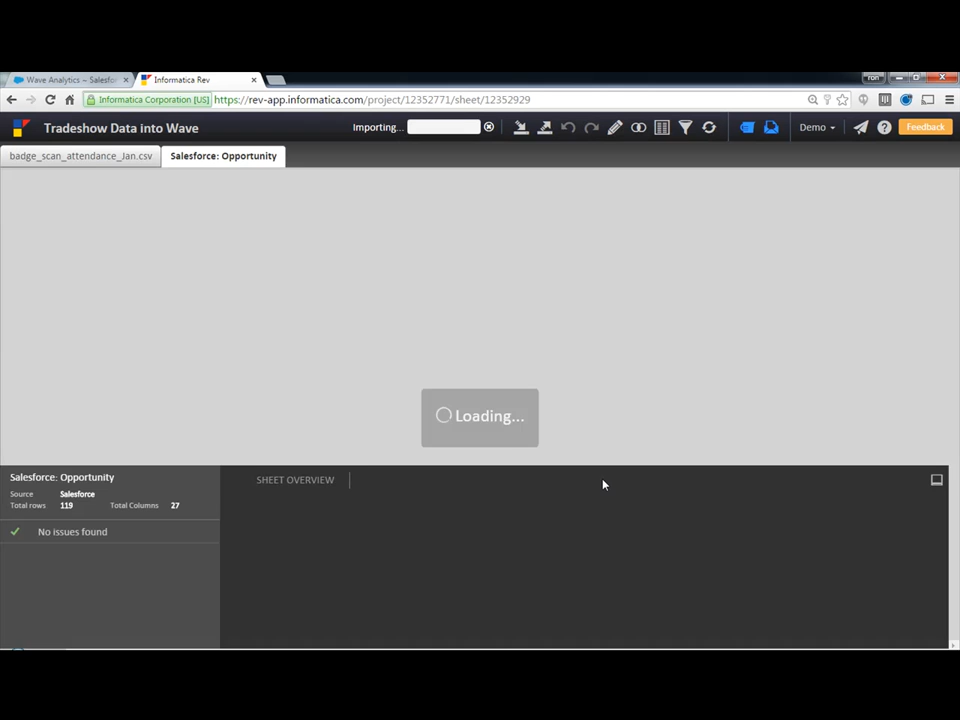 Wave Analytics – Salesfor
Informatica Rev
ron
Informatica Corporation [US]
https://rev-app.informatica.com/project/12352771/sheet/12352929
Tradeshow Data into Wave
Importing...
Demo
Feedback
badge_scan_attendance_Jan.csv
Salesforce: Opportunity
Loading...
Salesforce: Opportunity
SHEET OVERVIEW
Source Salesforce
Total rows 119 Total Columns 27
No issues found